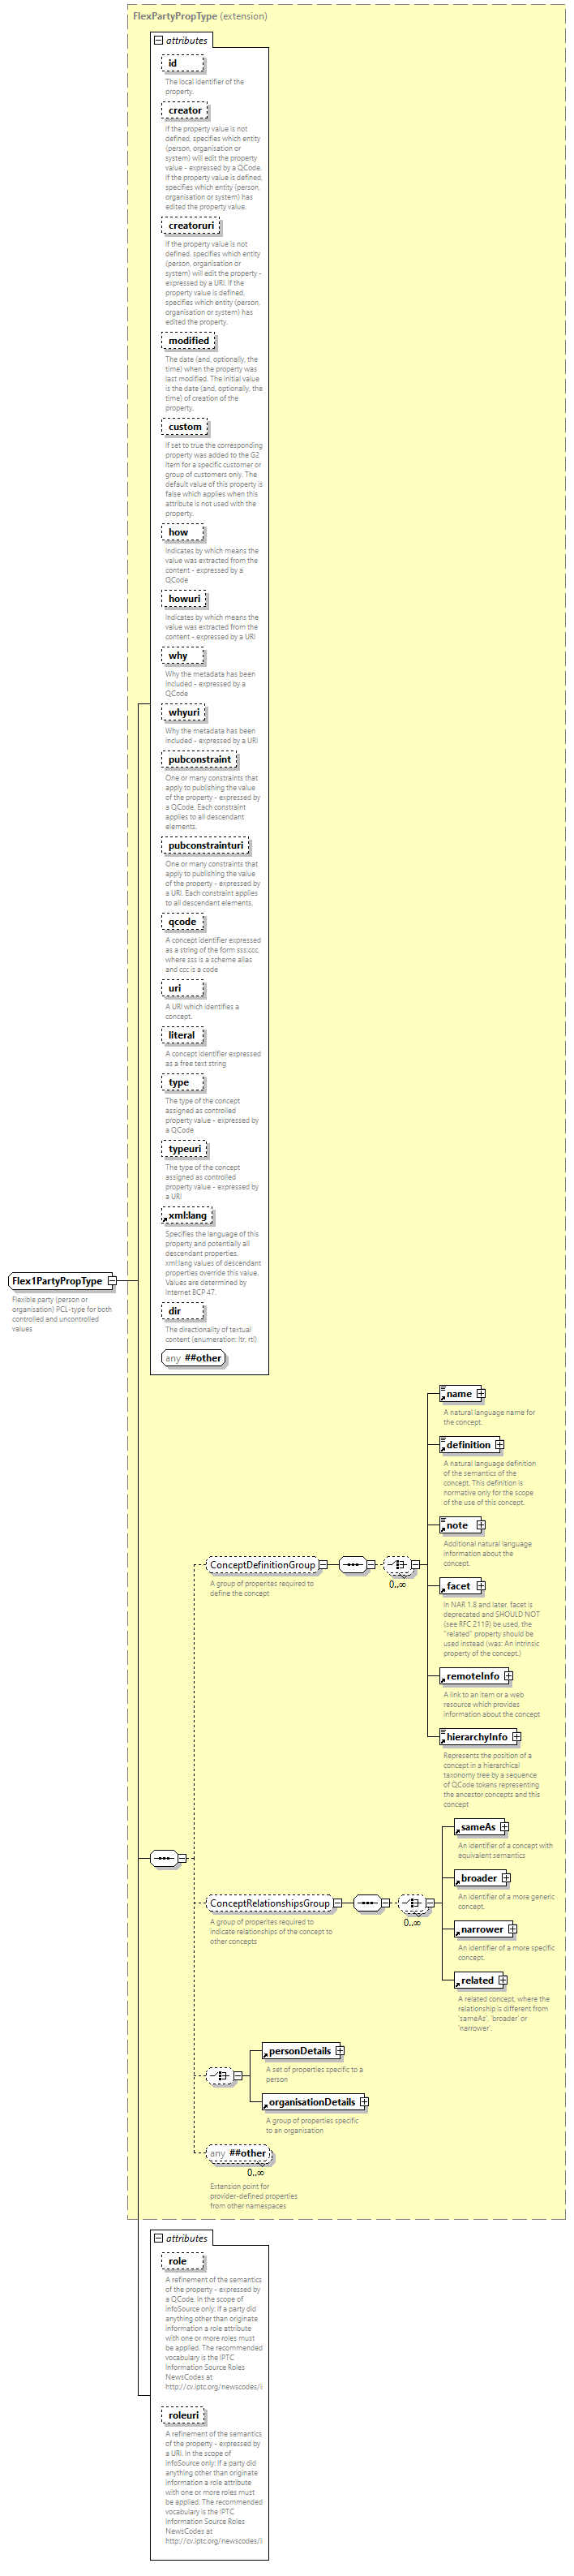 FlexPartyPropType (extension)
attributes
id
The local identifier of the
property.
creator
If the property value is not
defined, specifies which entity
(person, organisation or
system) will edit the property
value - expressed by a QCode.
If the property value is defined,
specifies which entity (person,
organisation or system) has
edited the property value.
creatoruri
If the property value is not
defined, specifies which entity
(person, organisation or
system) will edit the property -
expressed by a URI. If the
property value is defined,
specifies which entity (person,
organisation or system) has
edited the property.
modified
The date (and, optionally, the
time) when the property was
last modified. The initial value
is the date (and, optionally, the
time) of creation of the
property.
custom
If set to true the corresponding
property was added to the G2
Item for a specific customer or
group of customers only. The
default value of this property is
false which applies when this
attribute is not used with the
property.
how
Indicates by which means the
value was extracted from the
content - expressed by a
QCode
howuri
Indicates by which means the
value was extracted from the
content - expressed by a URI
why
Why the metadata has been
included - expressed by a
QCode
whyuri
Why the metadata has been
included - expressed by a URI
pubconstraint
One or many constraints that
apply to publishing the value
of the property - expressed by
a QCode. Each constraint
applies to all descendant
elements.
pubconstrainturi
One or many constraints that
apply to publishing the value
of the property - expressed by
a URI. Each constraint applies
to all descendant elements.
qcode
A concept identifier expressed
as a string of the form sss:ccc,
where sss is a scheme alias
and ccc is a code
uri
A URI which identifies a
concept.
literal
A concept identifier expressed
as a free text string
type
The type of the concept
assigned as controlled
property value - expressed by
a QCode
typeuri
The type of the concept
assigned as controlled
property value - expressed by
a URI
xml:lang
Specifies the language of this
property and potentially all
descendant properties.
xml:lang values of descendant
properties override this value.
Values are determined by
Internet BCP 47.
dir
The directionality of textual
content (enumeration: ltr, rtl)
any ##other
Flex1PartyPropType
Flexible party (person or
organisation) PCL-type for both
controlled and uncontrolled
values
ConceptDefinitionGroup
A group of properites required to
define the concept
0..∞
name
A natural language name for
the concept.
definition
A natural language definition
of the semantics of the
concept. This definition is
normative only for the scope
of the use of this concept.
note
Additional natural language
information about the
concept.
facet
In NAR 1.8 and later, facet is
deprecated and SHOULD NOT
(see RFC 2119) be used, the
"related" property should be
used instead (was: An intrinsic
property of the concept.)
remoteInfo
A link to an item or a web
resource which provides
information about the concept
hierarchyInfo
Represents the position of a
concept in a hierarchical
taxonomy tree by a sequence
of QCode tokens representing
the ancestor concepts and this
concept
ConceptRelationshipsGroup
A group of properites required to
indicate relationships of the concept to
other concepts
0..∞
sameAs
An identifier of a concept with
equivalent semantics
broader
An identifier of a more generic
concept.
narrower
An identifier of a more specific
concept.
related
A related concept, where the
relationship is different from
'sameAs', 'broader' or
'narrower'.
personDetails
A set of properties specific to a
person
organisationDetails
A group of properties specific
to an organisation
any ##other
0..∞
Extension point for
provider-defined properties
from other namespaces
attributes
role
A refinement of the semantics
of the property - expressed by
a QCode. In the scope of
infoSource only: If a party did
anything other than originate
information a role attribute
with one or more roles must
be applied. The recommended
vocabulary is the IPTC
Information Source Roles
NewsCodes at
http://cv.iptc.org/newscodes/i
roleuri
A refinement of the semantics
of the property - expressed by
a URI. In the scope of
infoSource only: If a party did
anything other than originate
information a role attribute
with one or more roles must
be applied. The recommended
vocabulary is the IPTC
Information Source Roles
NewsCodes at
http://cv.iptc.org/newscodes/i